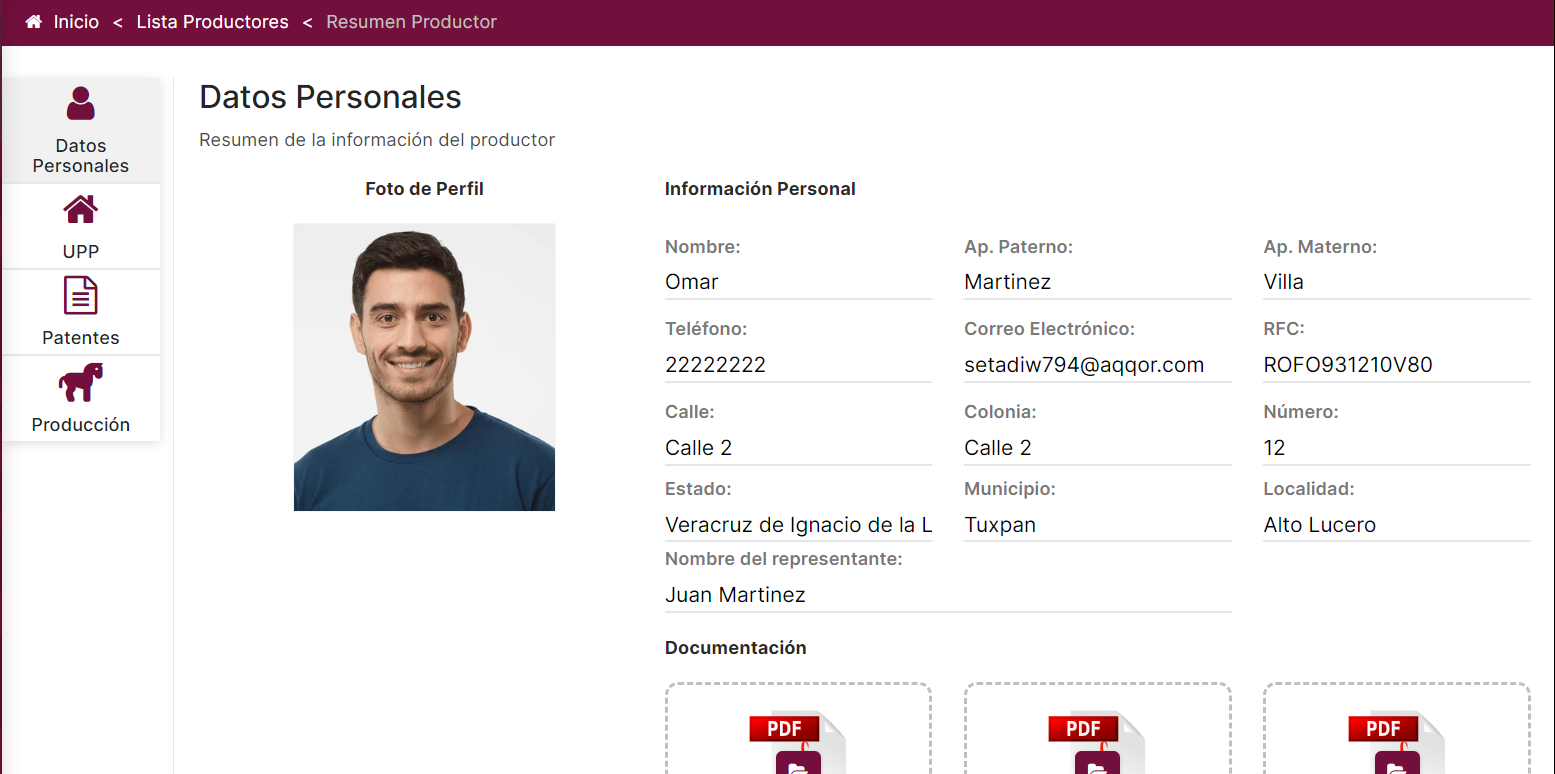 Inicio < Lista Productores < Resumen Productor
Datos Personales
UPP
Patentes
Producción
Datos Personales
Resumen de la información del productor
Foto de Perfil
Información Personal
Nombre: Ap. Paterno: Ap. Materno:
Omar Martinez Villa
Teléfono: Correo Electrónico: RFC:
22222222 setadiw794@aqqor.com ROFO931210V80
Calle: Colonia: Número:
Calle 2 Calle 2 12
Estado: Municipio: Localidad:
Veracruz de Ignacio de la L Tuxpan Alto Lucero
Nombre del representante:
Juan Martinez
Documentación
PDF PDF PDF